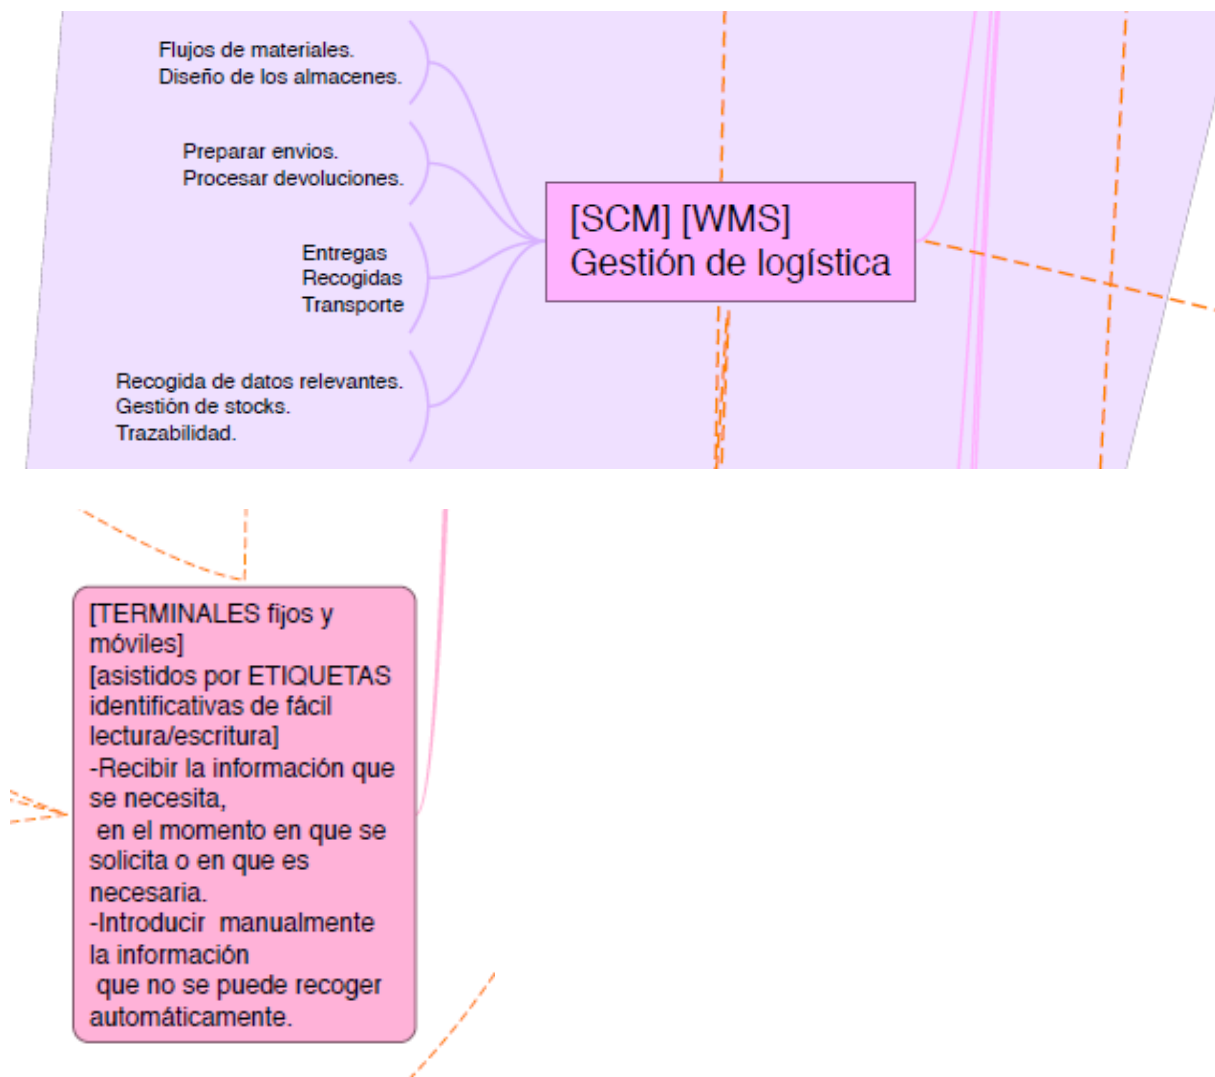 Flujos de materiales.
Diseño de los almacenes.
Preparar envios.
Procesar devoluciones.
Entregas
Recogidas
Transporte
Recogida de datos relevantes.
Gestión de stocks.
Trazabilidad.
[SCM] [WMS]
Gestión de logística
[TERMINALES fijos y
móviles]
[asistidos por ETIQUETAS
identificativas de fácil
lectura/escritura]
-Recibir la información que
se necesita,
en el momento en que se
solicita o en que es
necesaria.
-Introducir manualmente
la información
que no se puede recoger
automáticamente.